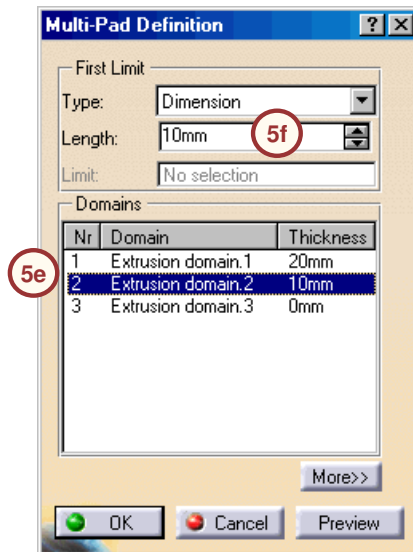 Multi-Pad Definition ? X
First Limit
Type: Dimension
Length: 10mm 5f
Limit: No selection
Domains
Nr Domain Thickness
1 Extrusion domain.1 20mm
5e
2 Extrusion domain.2 10mm
3 Extrusion domain.3 0mm
More>>
OK Cancel Preview